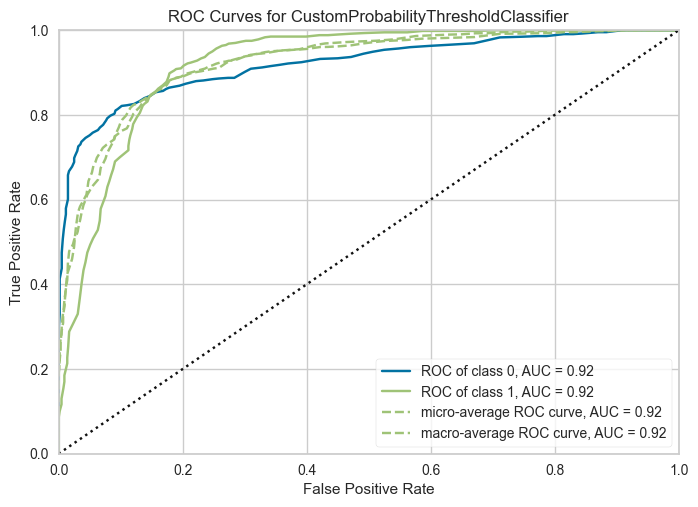 ROC Curves for CustomProbabilityThresholdClassifier
True Positive Rate
1.0
0.8
0.6
0.4
0.2
0.0
ROC of class 0, AUC = 0.92
ROC of class 1, AUC = 0.92
micro-average ROC curve, AUC = 0.92
macro-average ROC curve, AUC = 0.92
0.0 0.2 0.4 0.6 0.8 1.0
False Positive Rate